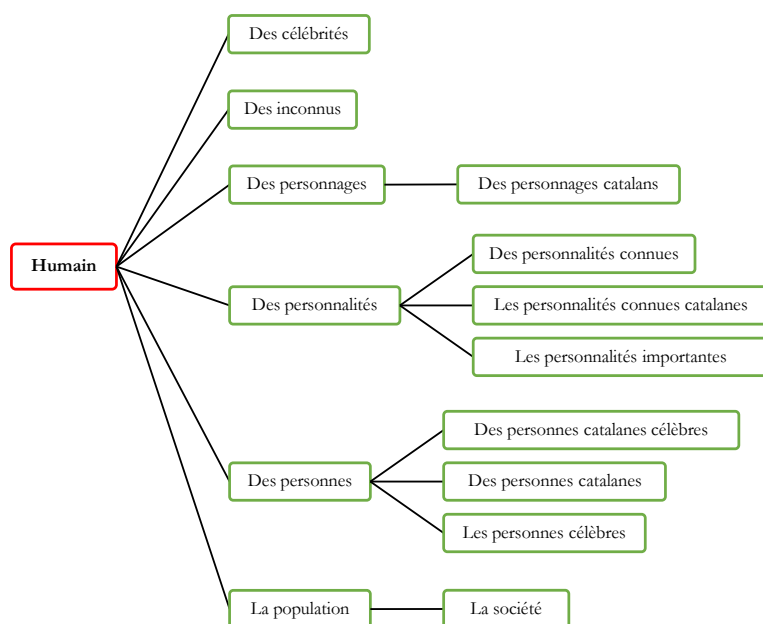 Des célébrités
Des inconnus
Des personnages
Des personnages catalans
Humain
Des personnalités
Des personnalités connues
Les personnalités connues catalanes
Les personnalités importantes
Des personnes
Des personnes catalanes célèbres
Des personnes catalanes
Les personnes célèbres
La population
La société